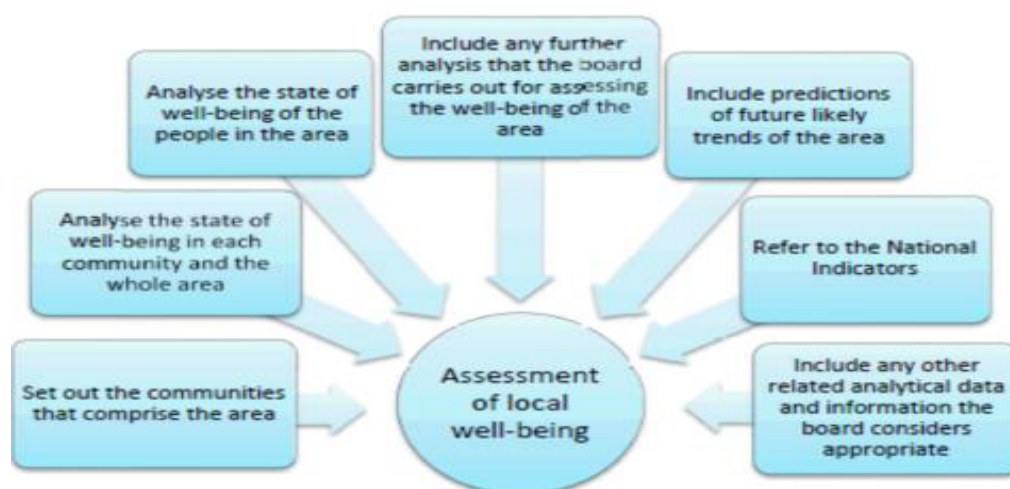 Include any further
analysis that the board
carries out for assessing
the well-being of the
area
Analyse the state of
well-being of the
people in the area
Include predictions
of future likely
trends of the area
Analyse the state of
well-being in each
community and the
whole area
Refer to the National
Indicators
Set out the communities
that comprise the area
Assessment
of local
well-being
Include any other
related analytical data
and information the
board considers
appropriate